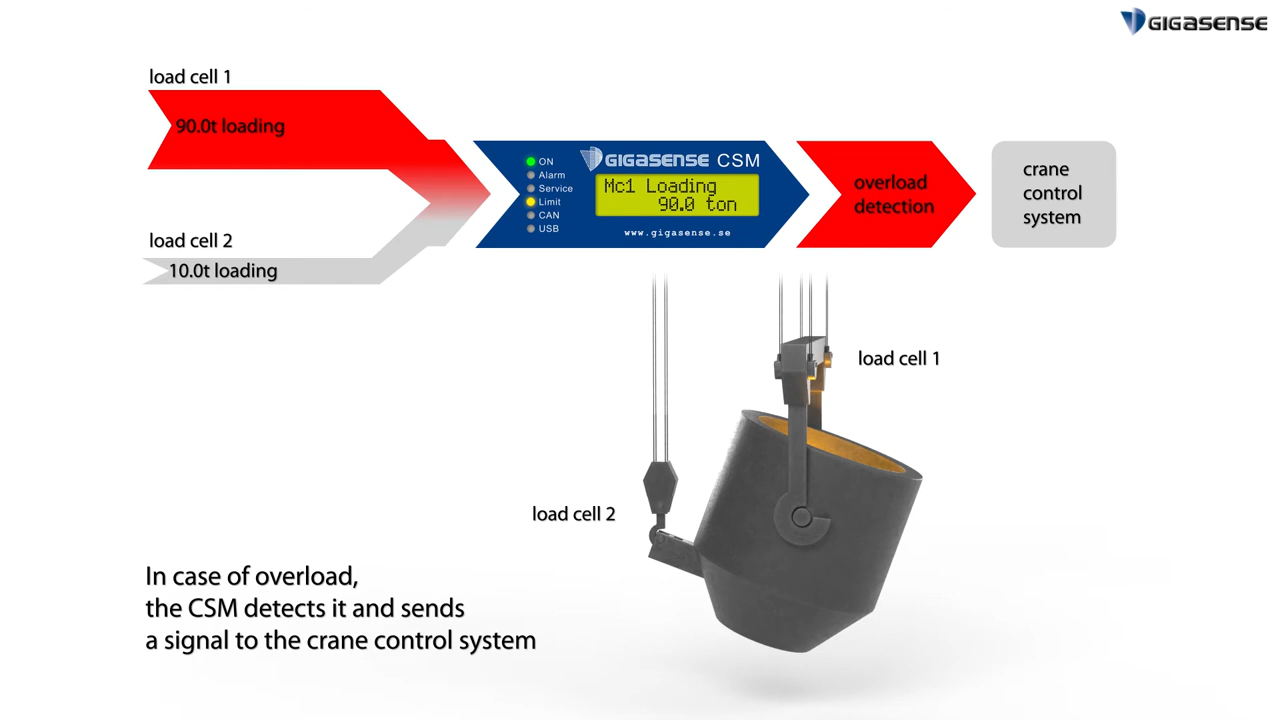 GIGASENSE
load cell 1
90.0t loading
load cell 2
10.0t loading
ON
Alarm
Service
Limit
CAN
USB
GIGASENSE CSM
Mc1 Loading
90.0 ton
www.gigasense.se
overload
detection
crane
control
system
load cell 1
load cell 2
In case of overload,
the CSM detects it and sends
a signal to the crane control system